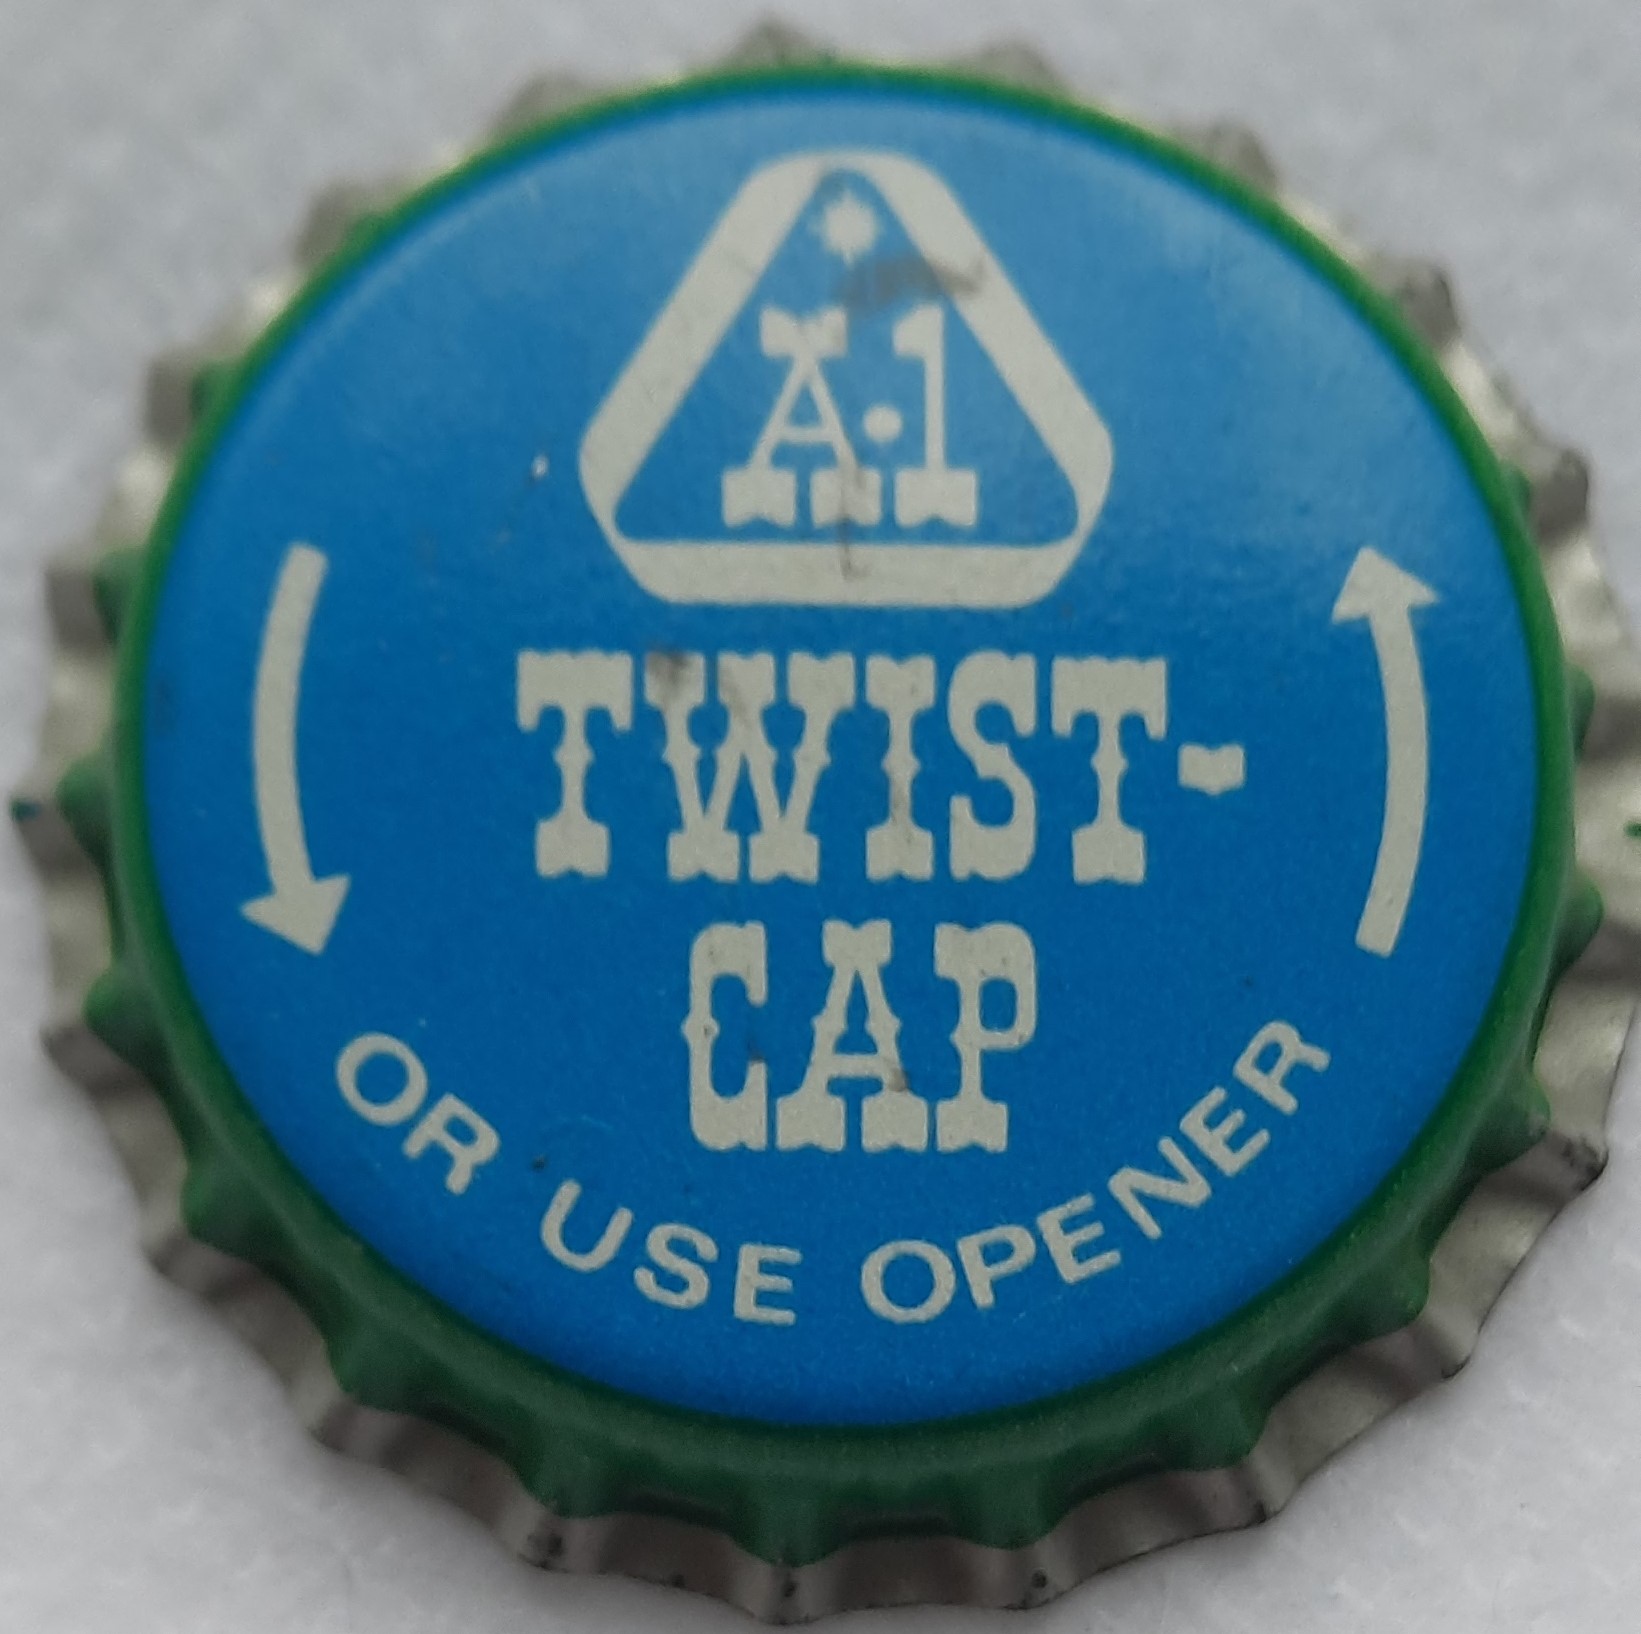 A·1
TWIST-
CAP
OR USE OPENER